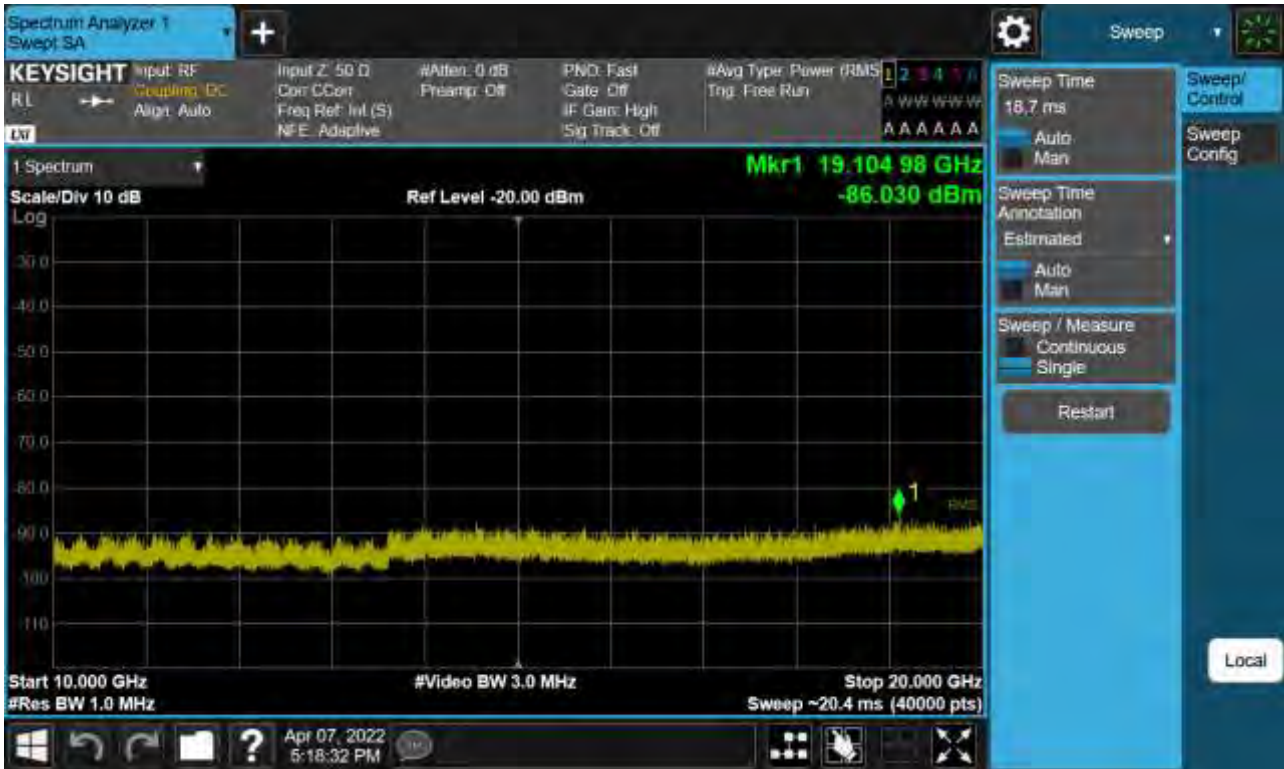 Spectrum Analyzer 1
Swept SA
Sweep
KEYSIGHT
RL
Input: RF
Coupling: DC
Align: Auto
Input Z: 50 Ω
Corr CCorr
Freq Ref: Int (S)
NFE: Adaptive
#Atten: 0 dB
Preamp: Off
PNO: Fast
Gate: Off
IF Gain: High
Sig Track: Off
#Avg Type: Power (RMS
Trig: Free Run
1 2 3 4 5 6
A W W W W W
A A A A A A
1 Spectrum
Scale/Div 10 dB
Ref Level -20.00 dBm
Mkr1 19.104 98 GHz
-86.030 dBm
Log
-30.0
-40.0
-50.0
-60.0
-70.0
-80.0
-90.0
-100
-110
1
RMS
Start 10.000 GHz
#Video BW 3.0 MHz
Stop 20.000 GHz
#Res BW 1.0 MHz
Sweep ~20.4 ms (40000 pts)
Sweep Time
18.7 ms
Auto
Man
Sweep Time
Annotation
Estimated
Auto
Man
Sweep / Measure
Continuous
Single
Restart
Sweep/
Control
Sweep
Config
Local
?
Apr 07, 2022
5:18:32 PM